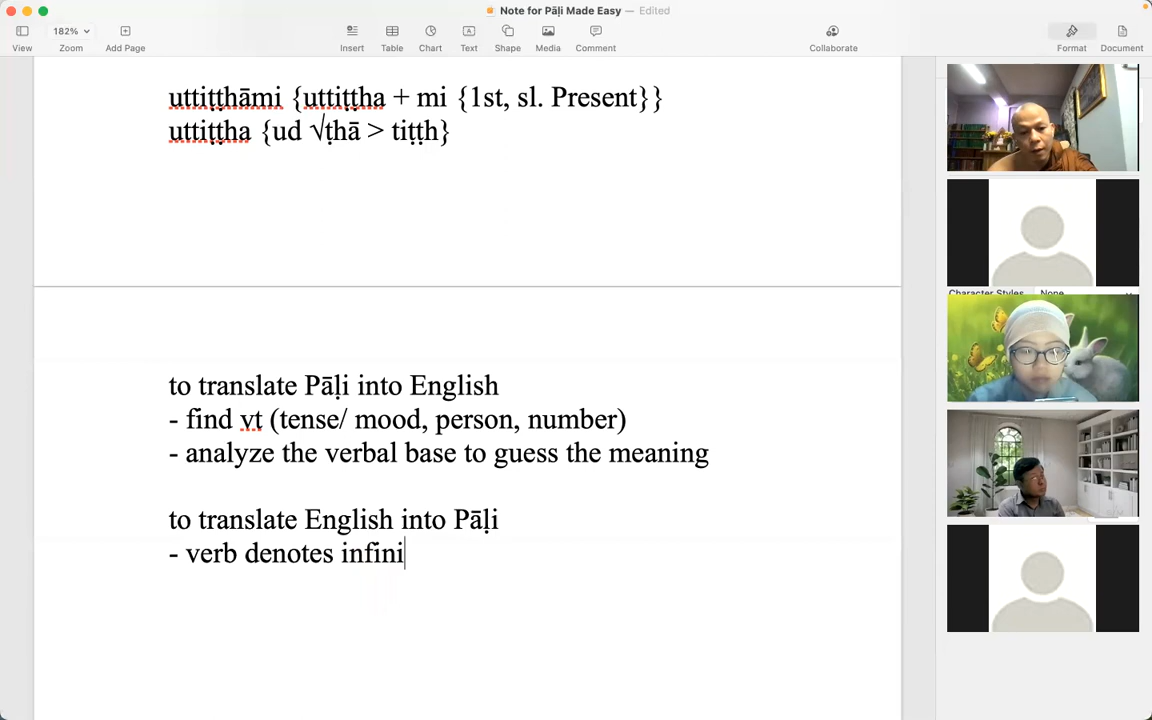 Note for Pāḷi Made Easy — Edited
182%
View
Zoom
Add Page
Insert
Table
Chart
Text
Shape
Media
Comment
Collaborate
Format
Document
uttiṭṭhāmi {uttiṭṭha + mi {1st, sl. Present}}
uttiṭṭha {ud √ṭhā > tiṭṭh}
Character Styles
None
to translate Pāḷi into English
- find vt (tense/ mood, person, number)
- analyze the verbal base to guess the meaning
to translate English into Pāḷi
- verb denotes infini